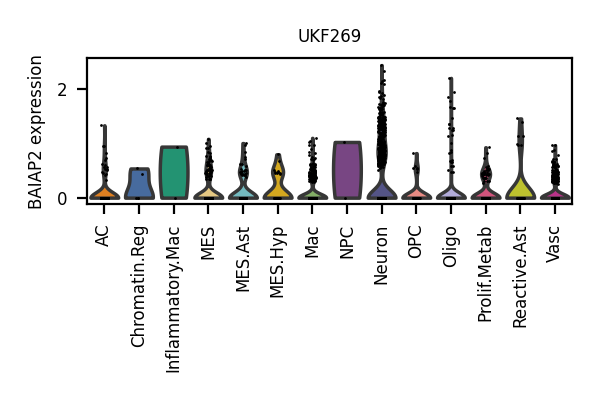 UKF269
BAIAP2 expression
2
0
AC
Chromatin.Reg
Inflammatory.Mac
MES
MES.Ast
MES.Hyp
Mac
NPC
Neuron
OPC
Oligo
Prolif.Metab
Reactive.Ast
Vasc